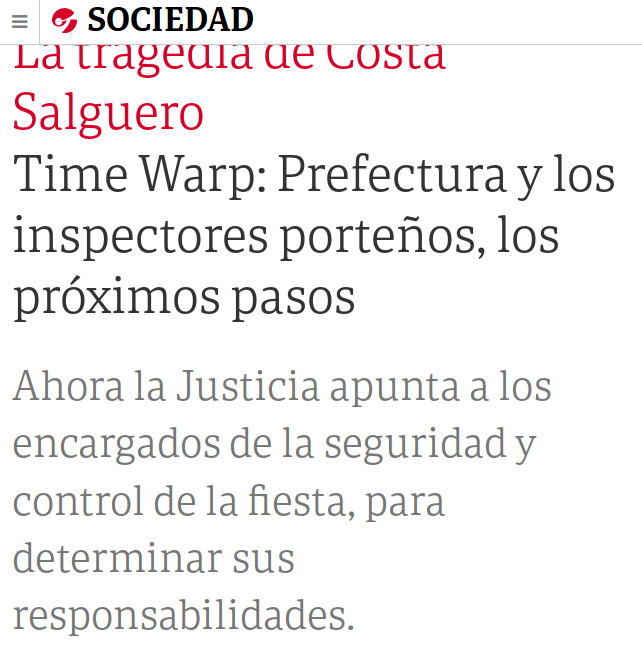 SOCIEDAD
La tragedia de Costa
Salguero
Time Warp: Prefectura y los
inspectores porteños, los
próximos pasos
Ahora la Justicia apunta a los
encargados de la seguridad y
control de la fiesta, para
determinar sus
responsabilidades.